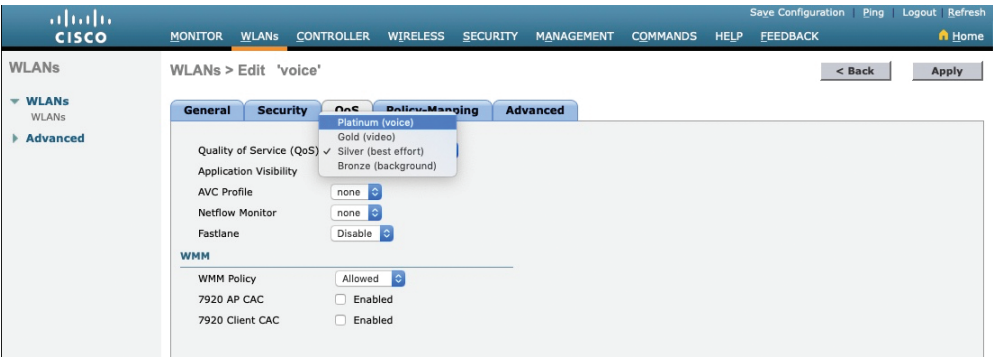 Save Configuration | Ping | Logout | Refresh
CISCO MONITOR WLANs CONTROLLER WIRELESS SECURITY MANAGEMENT COMMANDS HELP FEEDBACK Home
WLANs
WLANs
WLANs
Advanced
WLANs > Edit 'voice'
< Back Apply
General Security QoS Policy-Mapping Advanced
Platinum (voice)
Gold (video)
Quality of Service (QoS) ✓ Silver (best effort)
Bronze (background)
Application Visibility
AVC Profile none
Netflow Monitor none
Fastlane Disable
WMM
WMM Policy Allowed
7920 AP CAC Enabled
7920 Client CAC Enabled